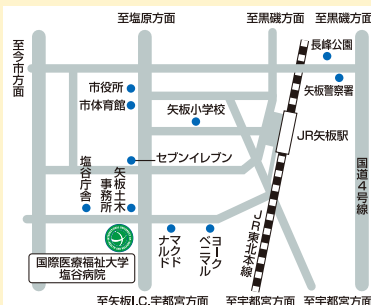 至塩原方面
至黒磯方面
至黒磯方面
至今市方面
長峰公園
市役所
矢板警察署
市体育館
矢板小学校
JR矢板駅
セブンイレブン
塩谷庁舎
矢板土木
事務所
国道4号線
JR東北本線
マクド
ナルド
ヨーク
ベニマル
国際医療福祉大学
塩谷病院
至矢板I.C.宇都宮方面
至宇都宮方面
至宇都宮方面